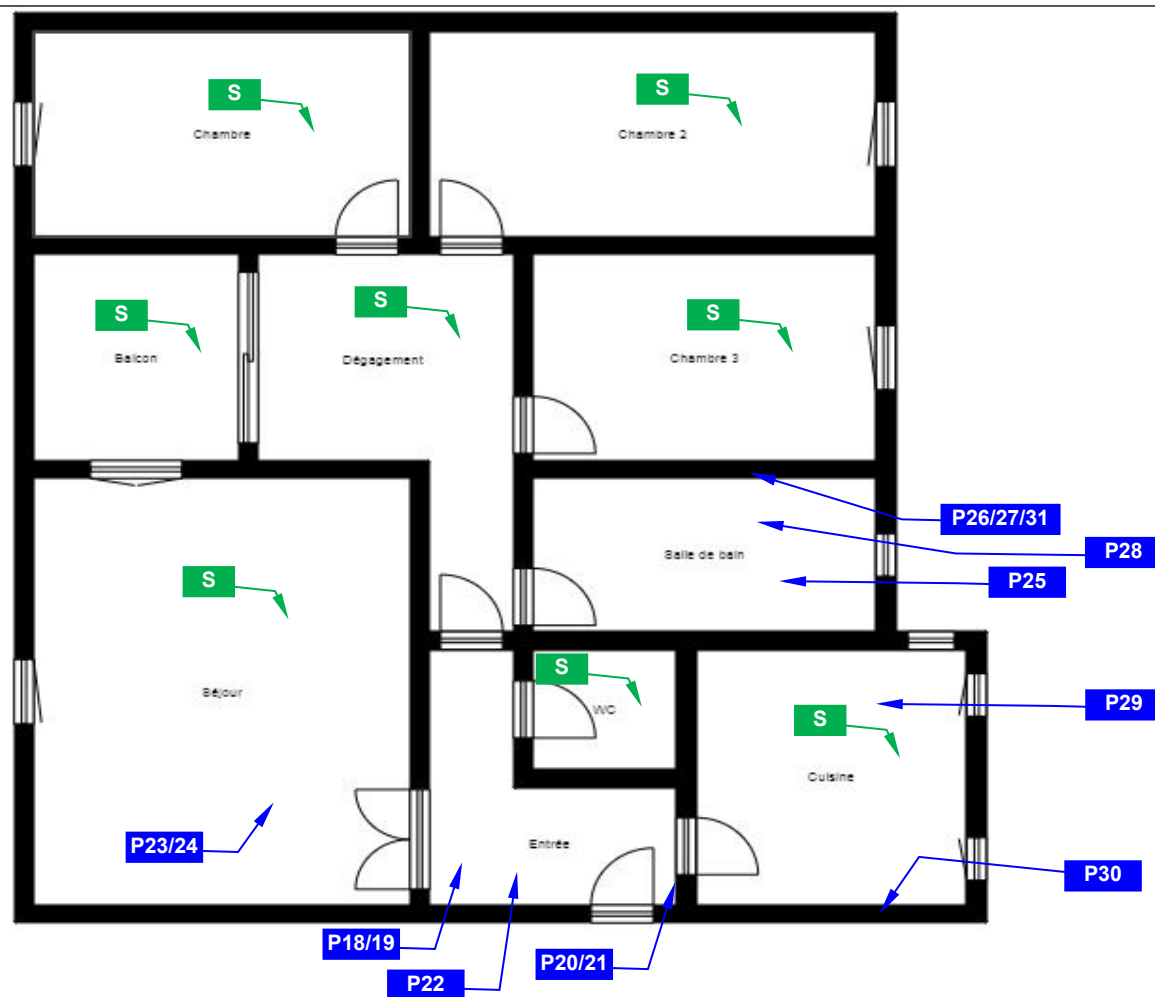 S
Chambre
S
Chambre 2
S
Balcon
S
Dégagement
S
Chambre 3
P26/27/31
P28
Salle de bain
P25
S
Séjour
S
WC
P29
S
Cuisine
P23/24
Entrée
P30
P18/19
P20/21
P22